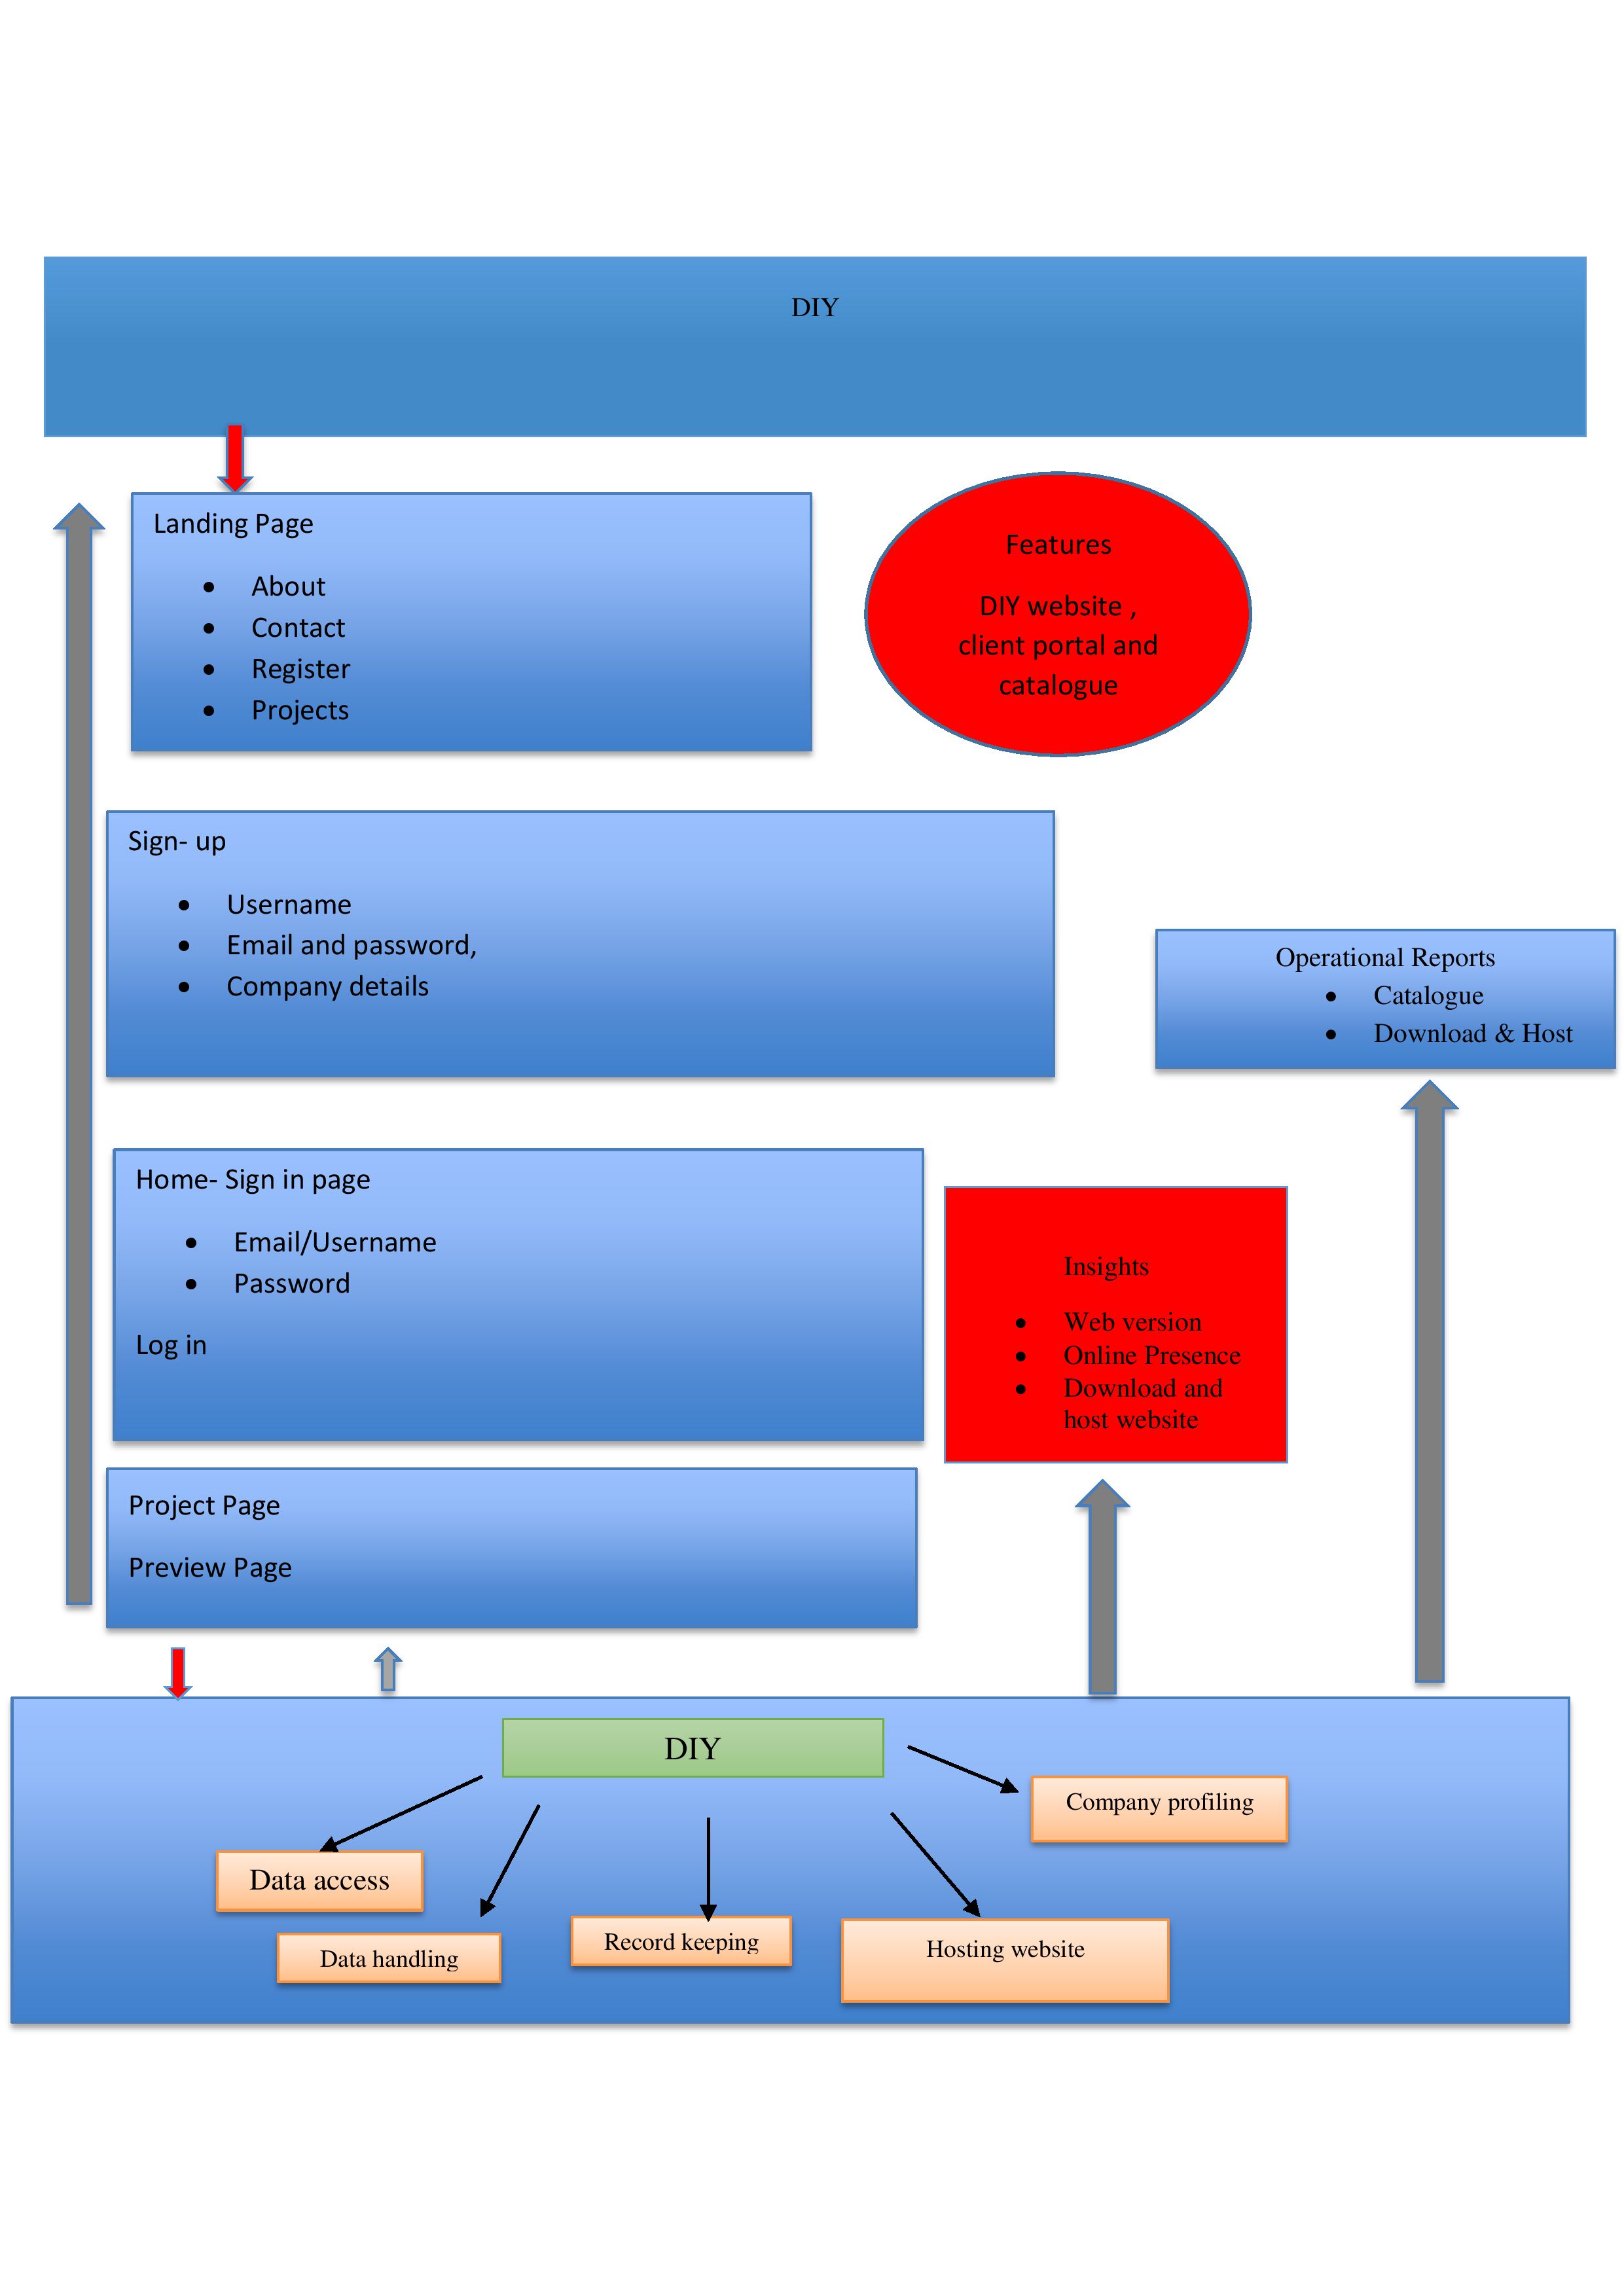 DIY
Landing Page
• About
• Contact
• Register
• Projects
Features
DIY website ,
client portal and
catalogue
Sign- up
• Username
• Email and password,
• Company details
Operational Reports
• Catalogue
• Download & Host
Home- Sign in page
• Email/Username
• Password
Log in
Insights
• Web version
• Online Presence
• Download and
host website
Project Page
Preview Page
DIY
Company profiling
Data access
Data handling
Record keeping
Hosting website